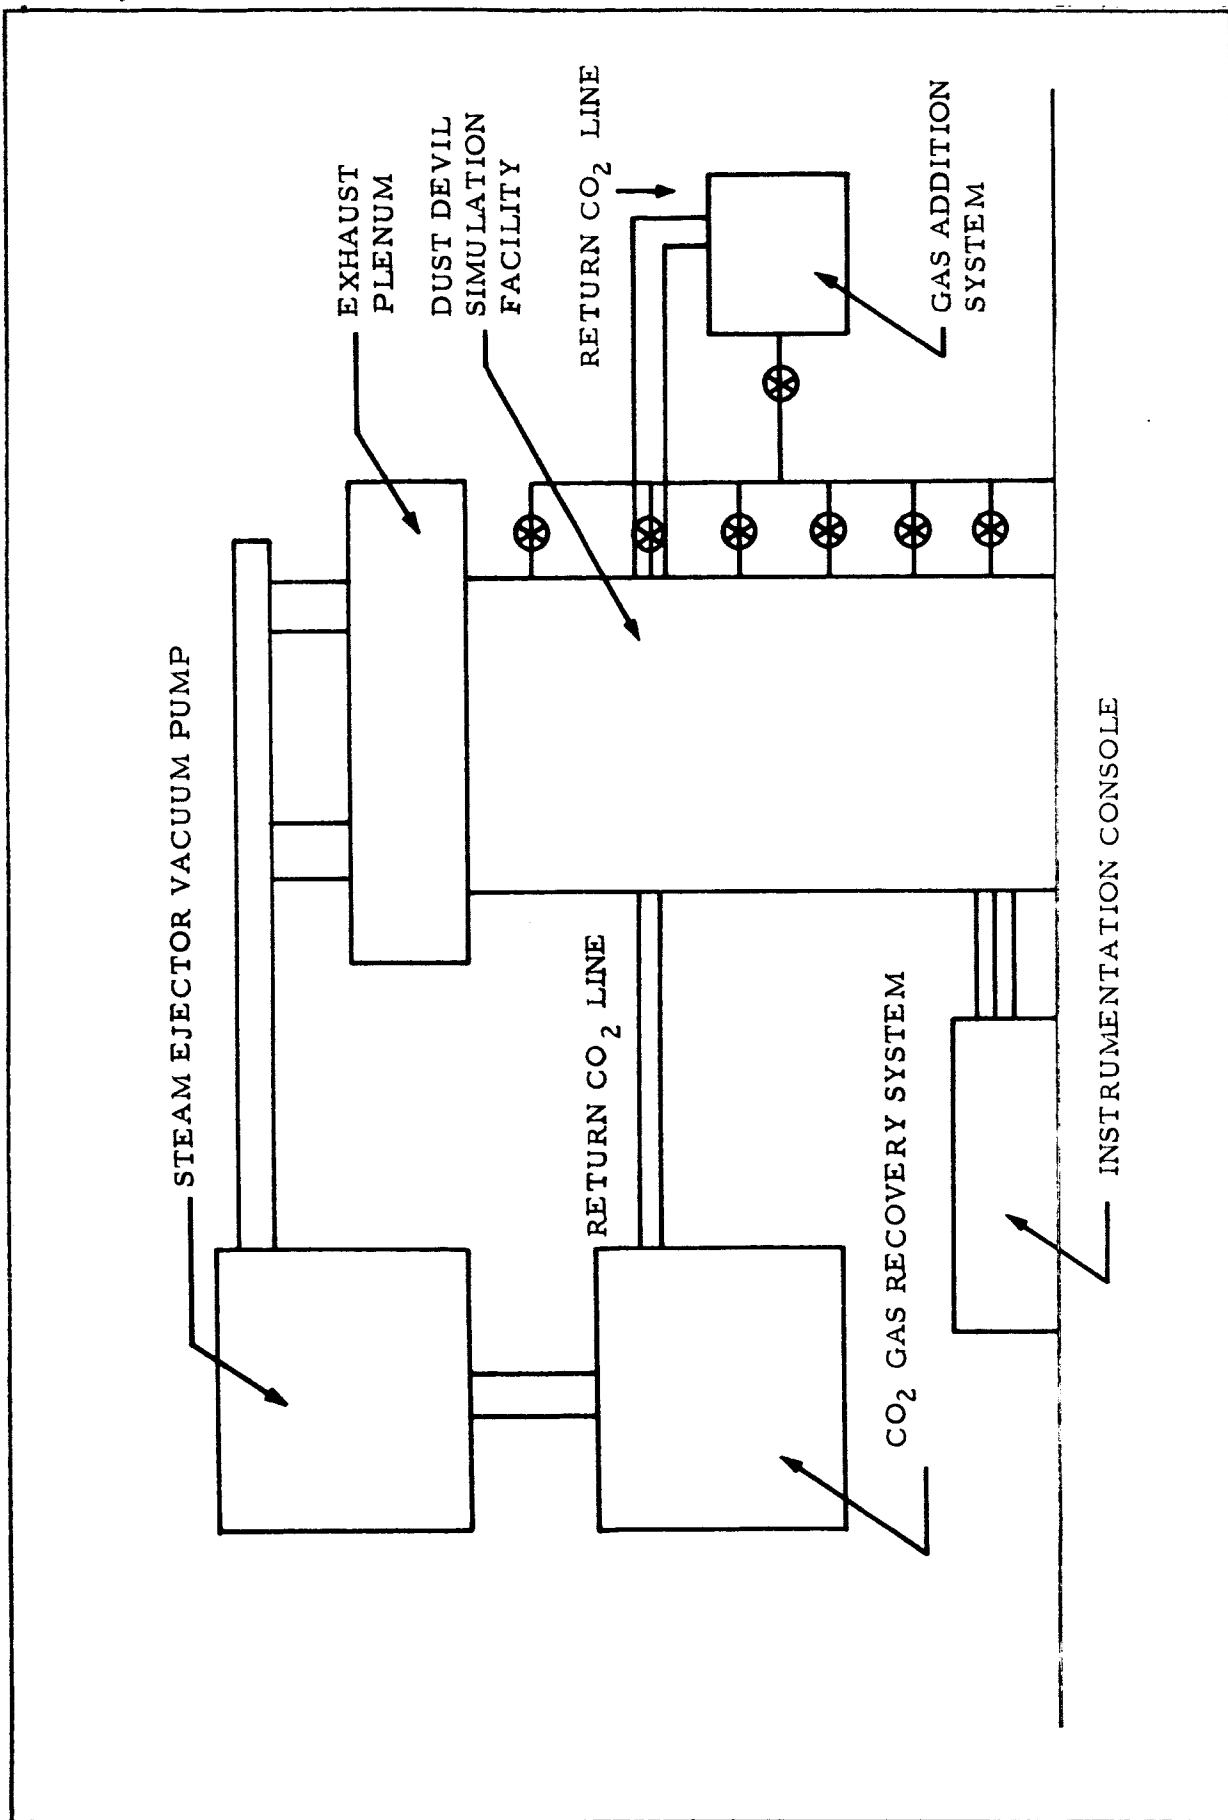 STEAM EJECTOR VACUUM PUMP
EXHAUST
PLENUM
DUST DEVIL
SIMULATION
FACILITY
RETURN CO2 LINE
RETURN CO2 LINE
CO2 GAS RECOVERY SYSTEM
GAS ADDITION
SYSTEM
INSTRUMENTATION CONSOLE